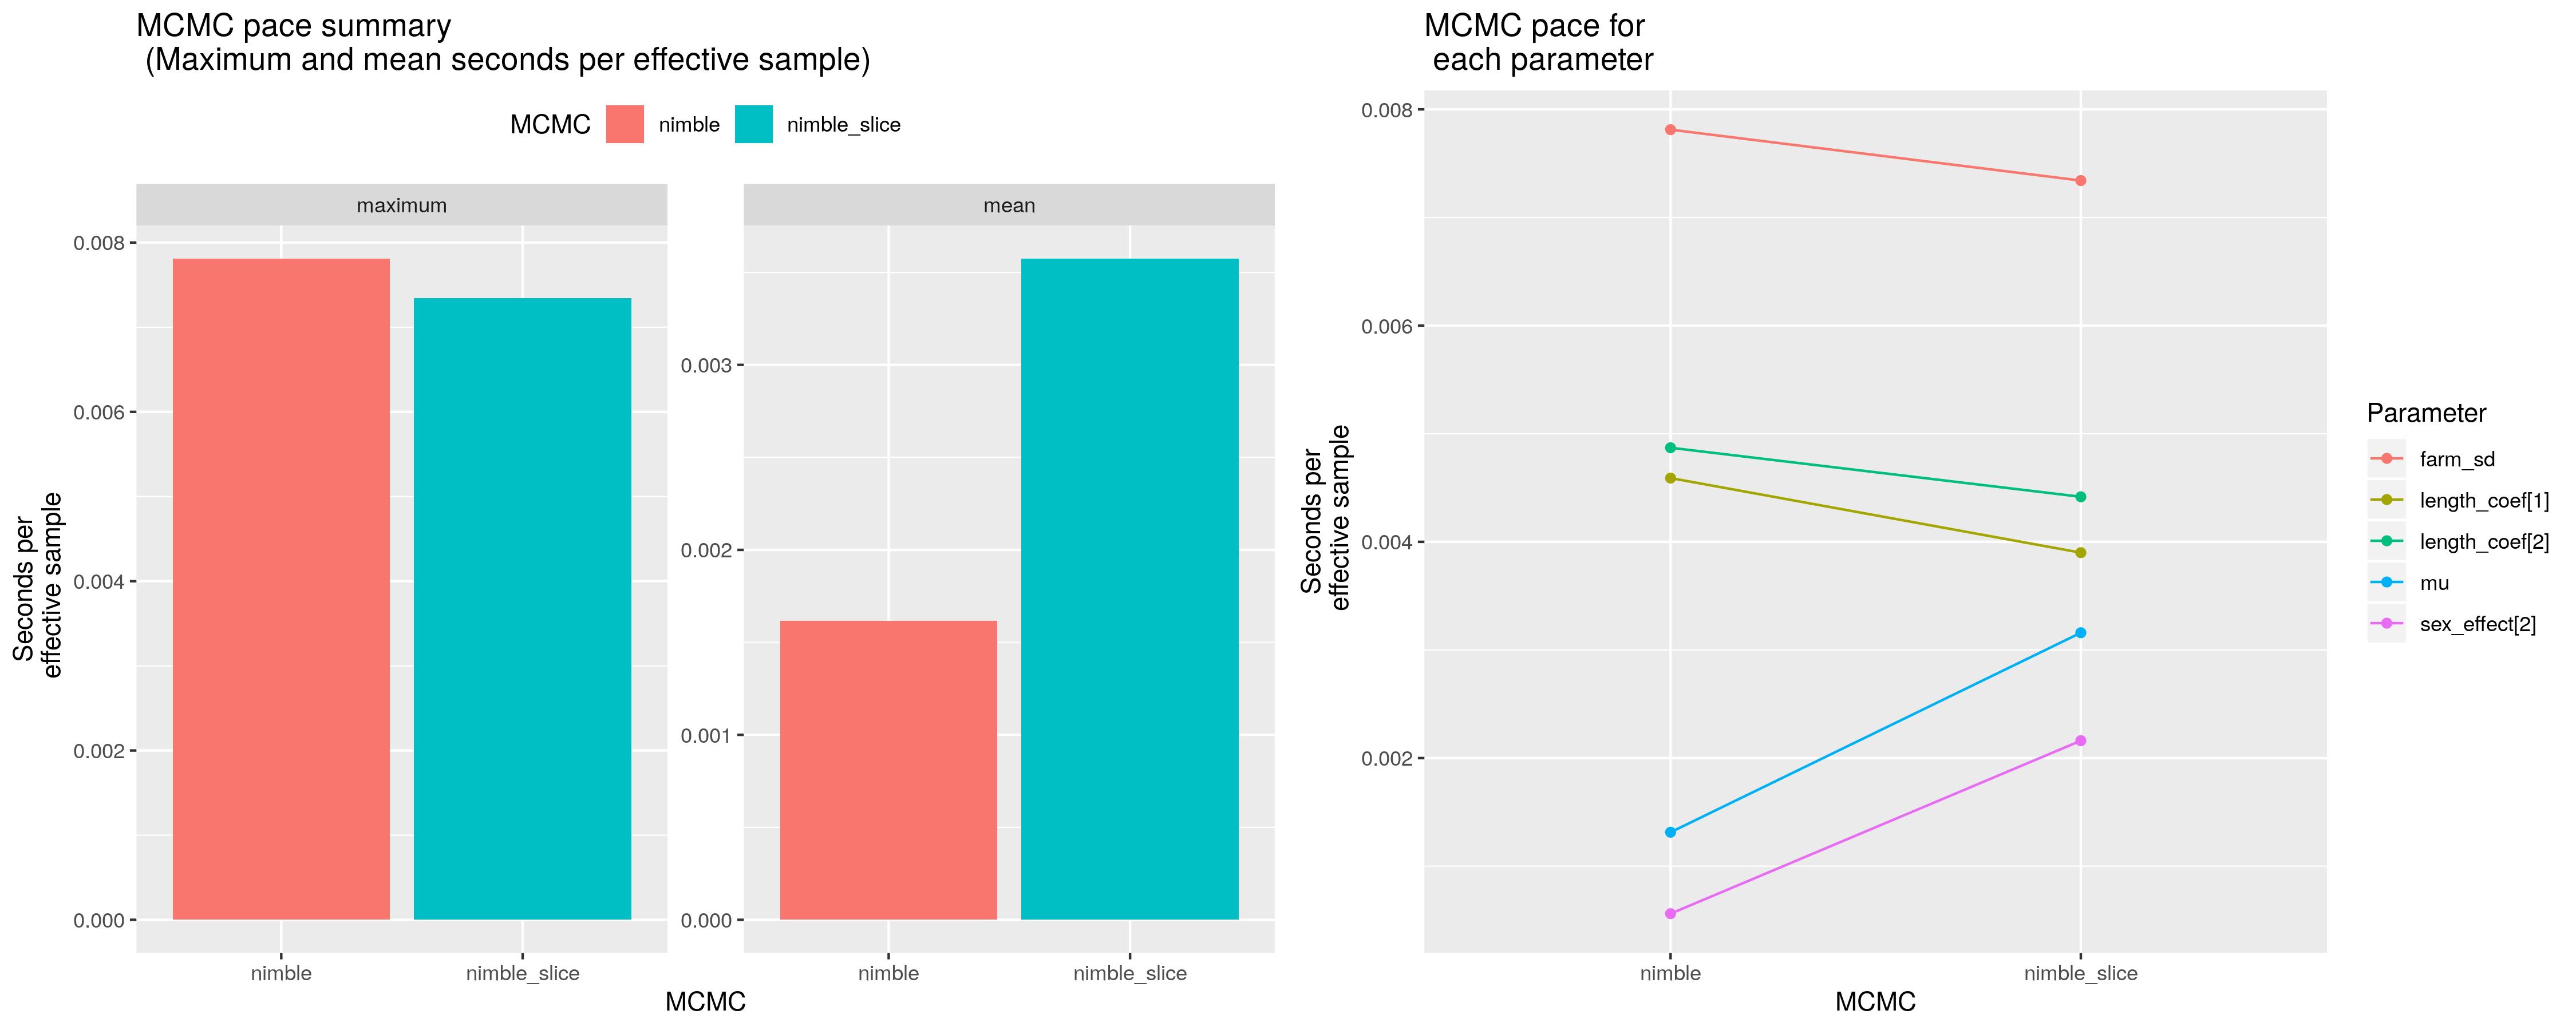 MCMC pace summary
(Maximum and mean seconds per effective sample)
MCMC nimble nimble_slice
maximum
mean
Seconds per
effective sample
0.008
0.006
0.004
0.002
0.000
0.003
0.002
0.001
0.000
nimble
nimble_slice
nimble
nimble_slice
MCMC
MCMC pace for
each parameter
Seconds per
effective sample
0.008
0.006
0.004
0.002
nimble
nimble_slice
MCMC
Parameter
farm_sd
length_coef[1]
length_coef[2]
mu
sex_effect[2]